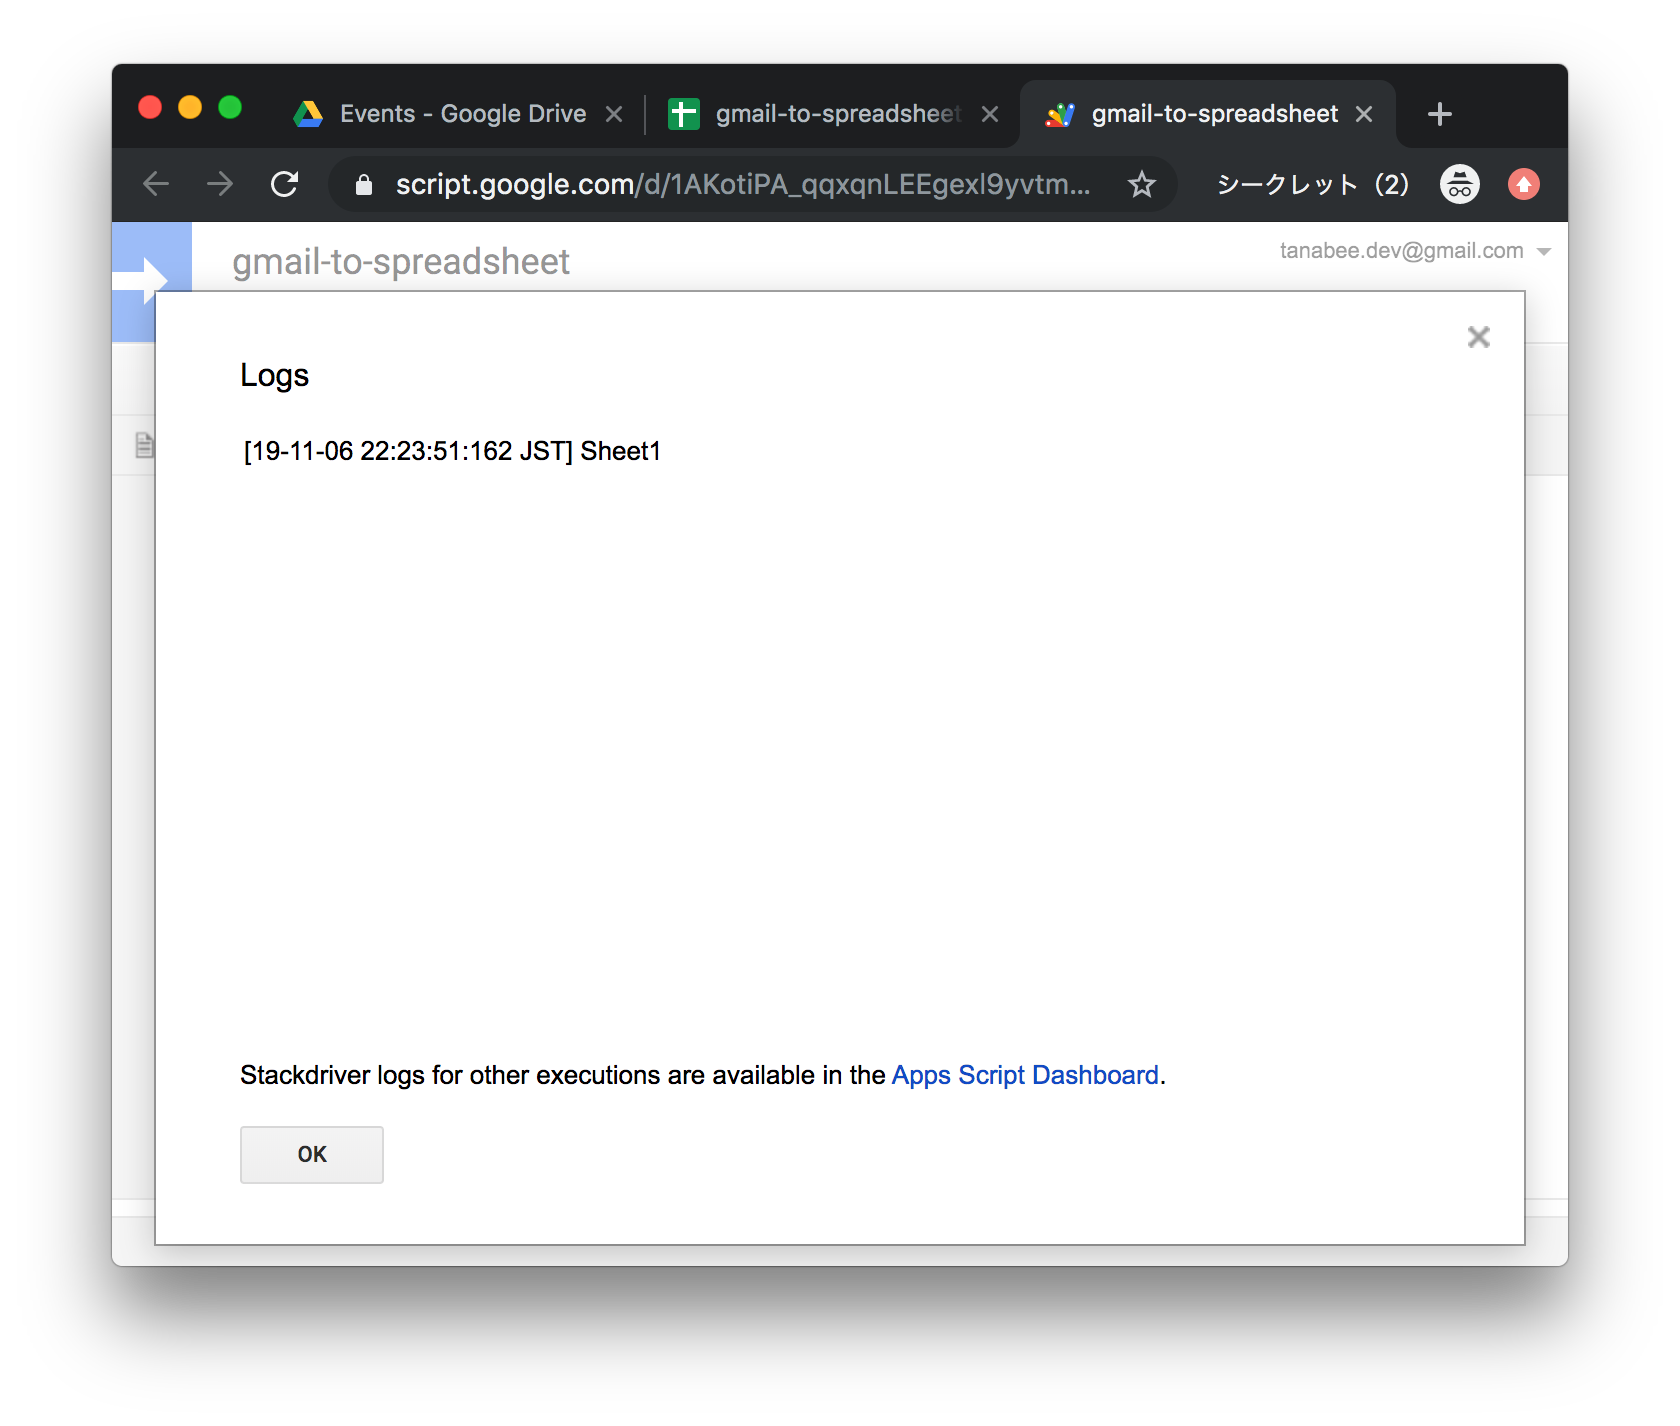 Events - Google Drive
gmail-to-spreadsheet
gmail-to-spreadsheet
script.google.com/d/1AKotiPA_qqxqnLEEgexl9yvtm...
シークレット（2）
gmail-to-spreadsheet
tanabee.dev@gmail.com
Logs
[19-11-06 22:23:51:162 JST] Sheet1
Stackdriver logs for other executions are available in the Apps Script Dashboard.
OK